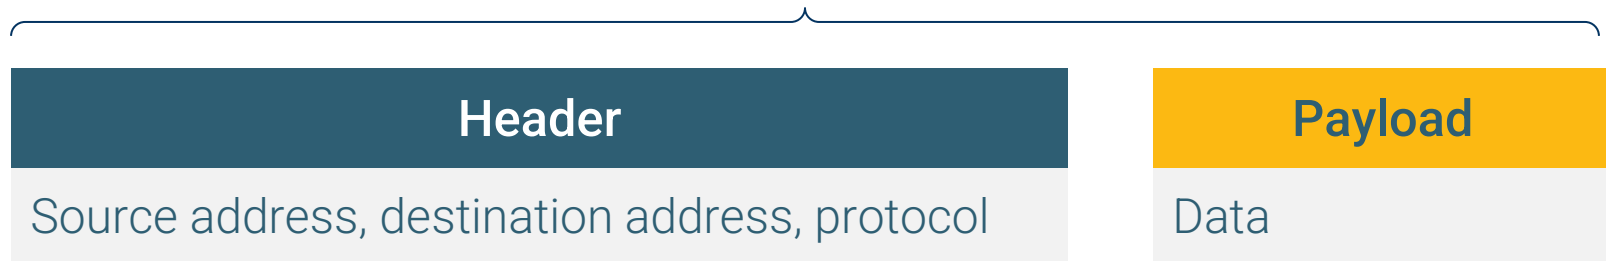 Header
Payload
Source address, destination address, protocol
Data